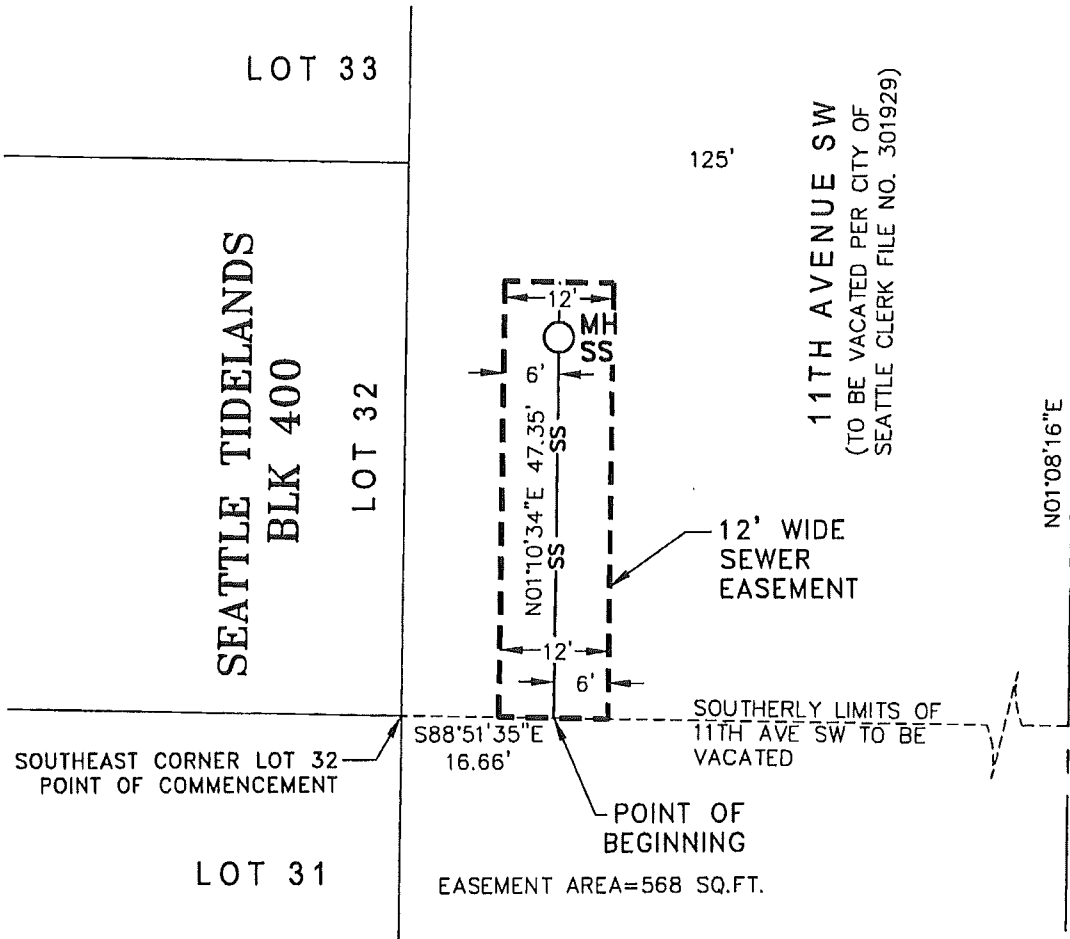 LOT 33
125'
11TH AVENUE SW
(TO BE VACATED PER CITY OF
SEATTLE CLERK FILE NO. 301929)
SEATTLE TIDELANDS
BLK 400
LOT 32
12'
MH
SS
6'
N01°10'34"E 47.35'
SS
SS
12' WIDE
SEWER
EASEMENT
N01°08'16"E
12'
6'
SOUTHERLY LIMITS OF
11TH AVE SW TO BE
VACATED
S88°51'35"E
16.66'
SOUTHEAST CORNER LOT 32
POINT OF COMMENCEMENT
POINT OF
BEGINNING
LOT 31
EASEMENT AREA=568 SQ.FT.